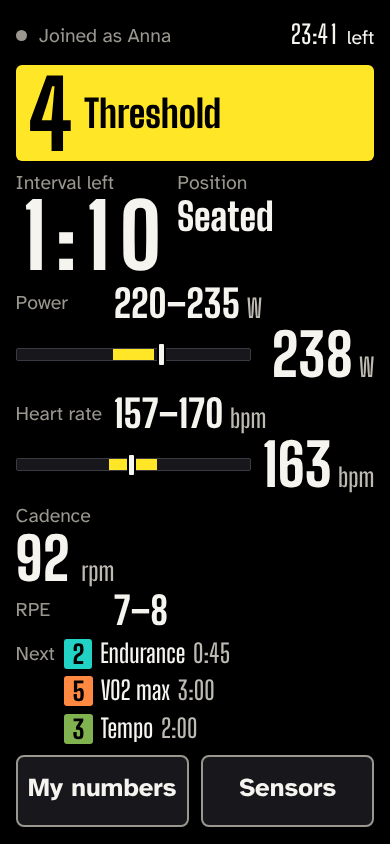 Joined as Anna 23:41 left
4 Threshold
Interval left Position
1:10 Seated
Power 220–235 W
238 W
Heart rate 157–170 bpm
163 bpm
Cadence
92 rpm
RPE 7–8
Next 2 Endurance 0:45
5 VO2 max 3:00
3 Tempo 2:00
My numbers Sensors